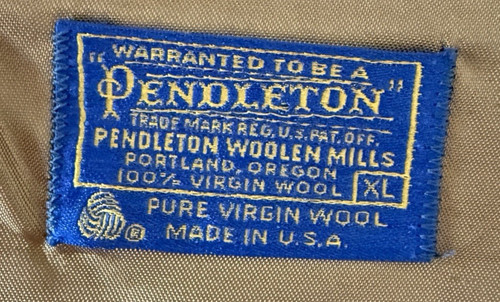 WARRANTED TO BE A
"PENDLETON"
TRADE MARK REG. U.S. PAT. OFF.
PENDLETON WOOLEN MILLS
PORTLAND, OREGON
100% VIRGIN WOOL XL
PURE VIRGIN WOOL
® MADE IN U.S.A.